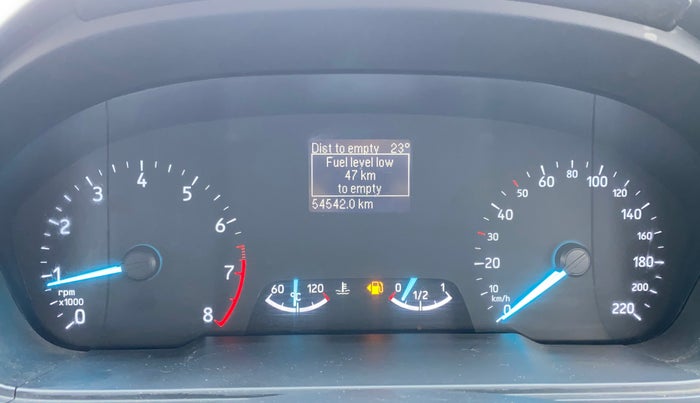 Dist to empty 23°
Fuel level low
47 km
to empty
54542.0 km
0 1 2 3 4 5 6 7 8
rpm
x1000
60 120
°C
0 1/2 1
0 10 20 30 40 50 60 80 100 120 140 160 180 200 220
km/h